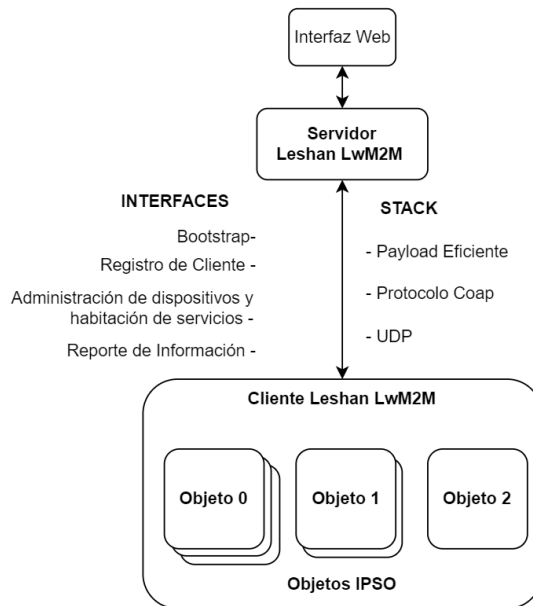 Interfaz Web
Servidor
Leshan LwM2M
INTERFACES
Bootstrap-
Registro de Cliente -
Administración de dispositivos y
habitación de servicios -
Reporte de Información -
STACK
- Payload Eficiente
- Protocolo Coap
- UDP
Cliente Leshan LwM2M
Objeto 0
Objeto 1
Objeto 2
Objetos IPSO